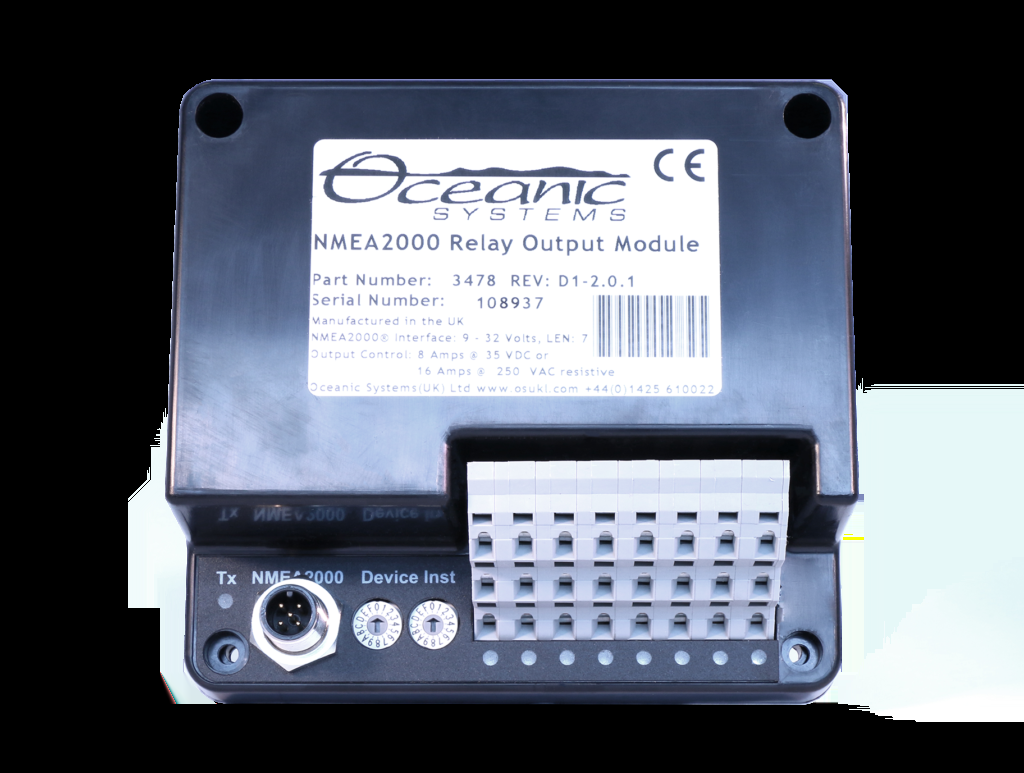 Oceanic
SYSTEMS
CE
NMEA2000 Relay Output Module
Part Number: 3478 REV: D1-2.0.1
Serial Number: 108937
Manufactured in the UK
NMEA2000® Interface: 9 - 32 Volts, LEN: 7
Output Control: 8 Amps @ 35 VDC or
16 Amps @ 250 VAC resistive
Oceanic Systems(UK) Ltd www.osukl.com +44(0)1425 610022
Tx NMEA2000 Device Inst
0123456789ABCDEF
0123456789ABCDEF